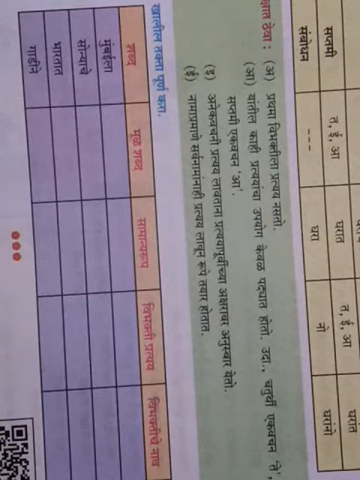 सप्तमी त, ई, आ घरात त, ई, आ घरांत
संबोधन - - - घरा नो घरांनो
क्षात ठेवा : (अ) प्रथमा विभक्तीला प्रत्यय नसतो.
(आ) यांतील काही प्रत्ययांचा उपयोग केवळ पद्यात होतो. उदा., चतुर्थी एकवचन 'ते',
सप्तमी एकवचन 'आ'.
(इ) अनेकवचनी प्रत्यय लावताना प्रत्ययापूर्वीच्या अक्षरावर अनुस्वार येतो.
(ई) नामाप्रमाणे सर्वनामांनाही प्रत्यय लावून रूपे तयार होतात.
खालील तक्ता पूर्ण करा.
शब्द मूळ शब्द सामान्यरूप विभक्ती प्रत्यय विभक्तीचे नाव
मुंबईला
सोन्याचे
भारतात
गाडीने